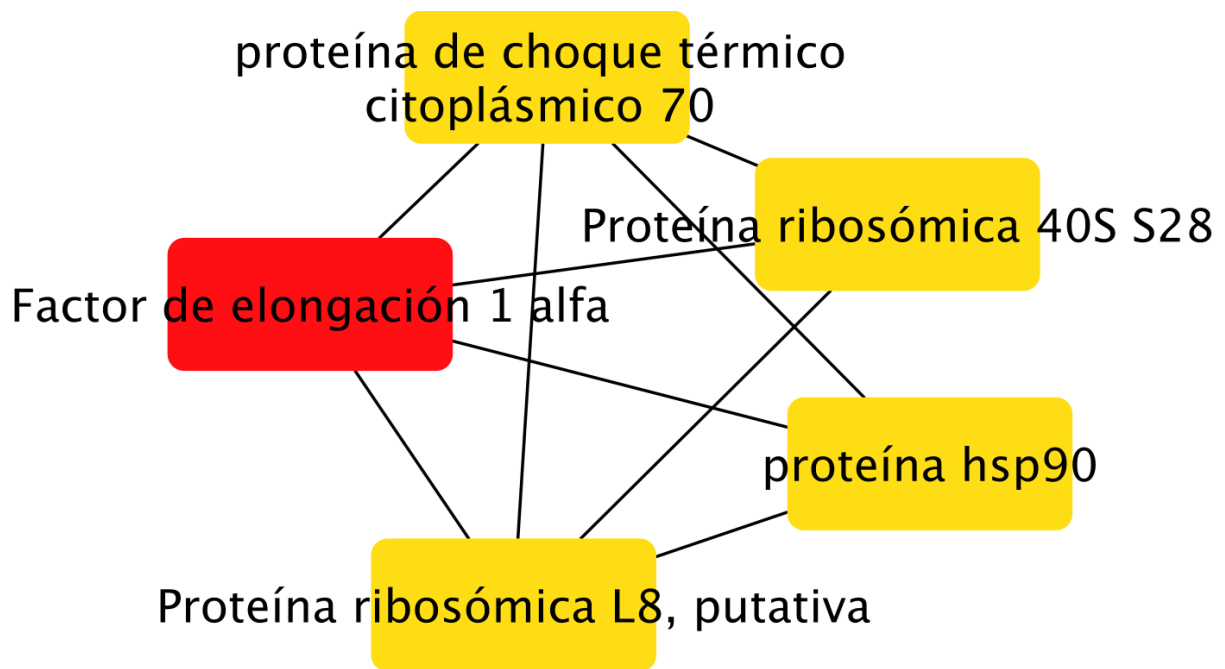 proteína de choque térmico
citoplásmico 70
Proteína ribosómica 40S S28
Factor de elongación 1 alfa
proteína hsp90
Proteína ribosómica L8, putativa